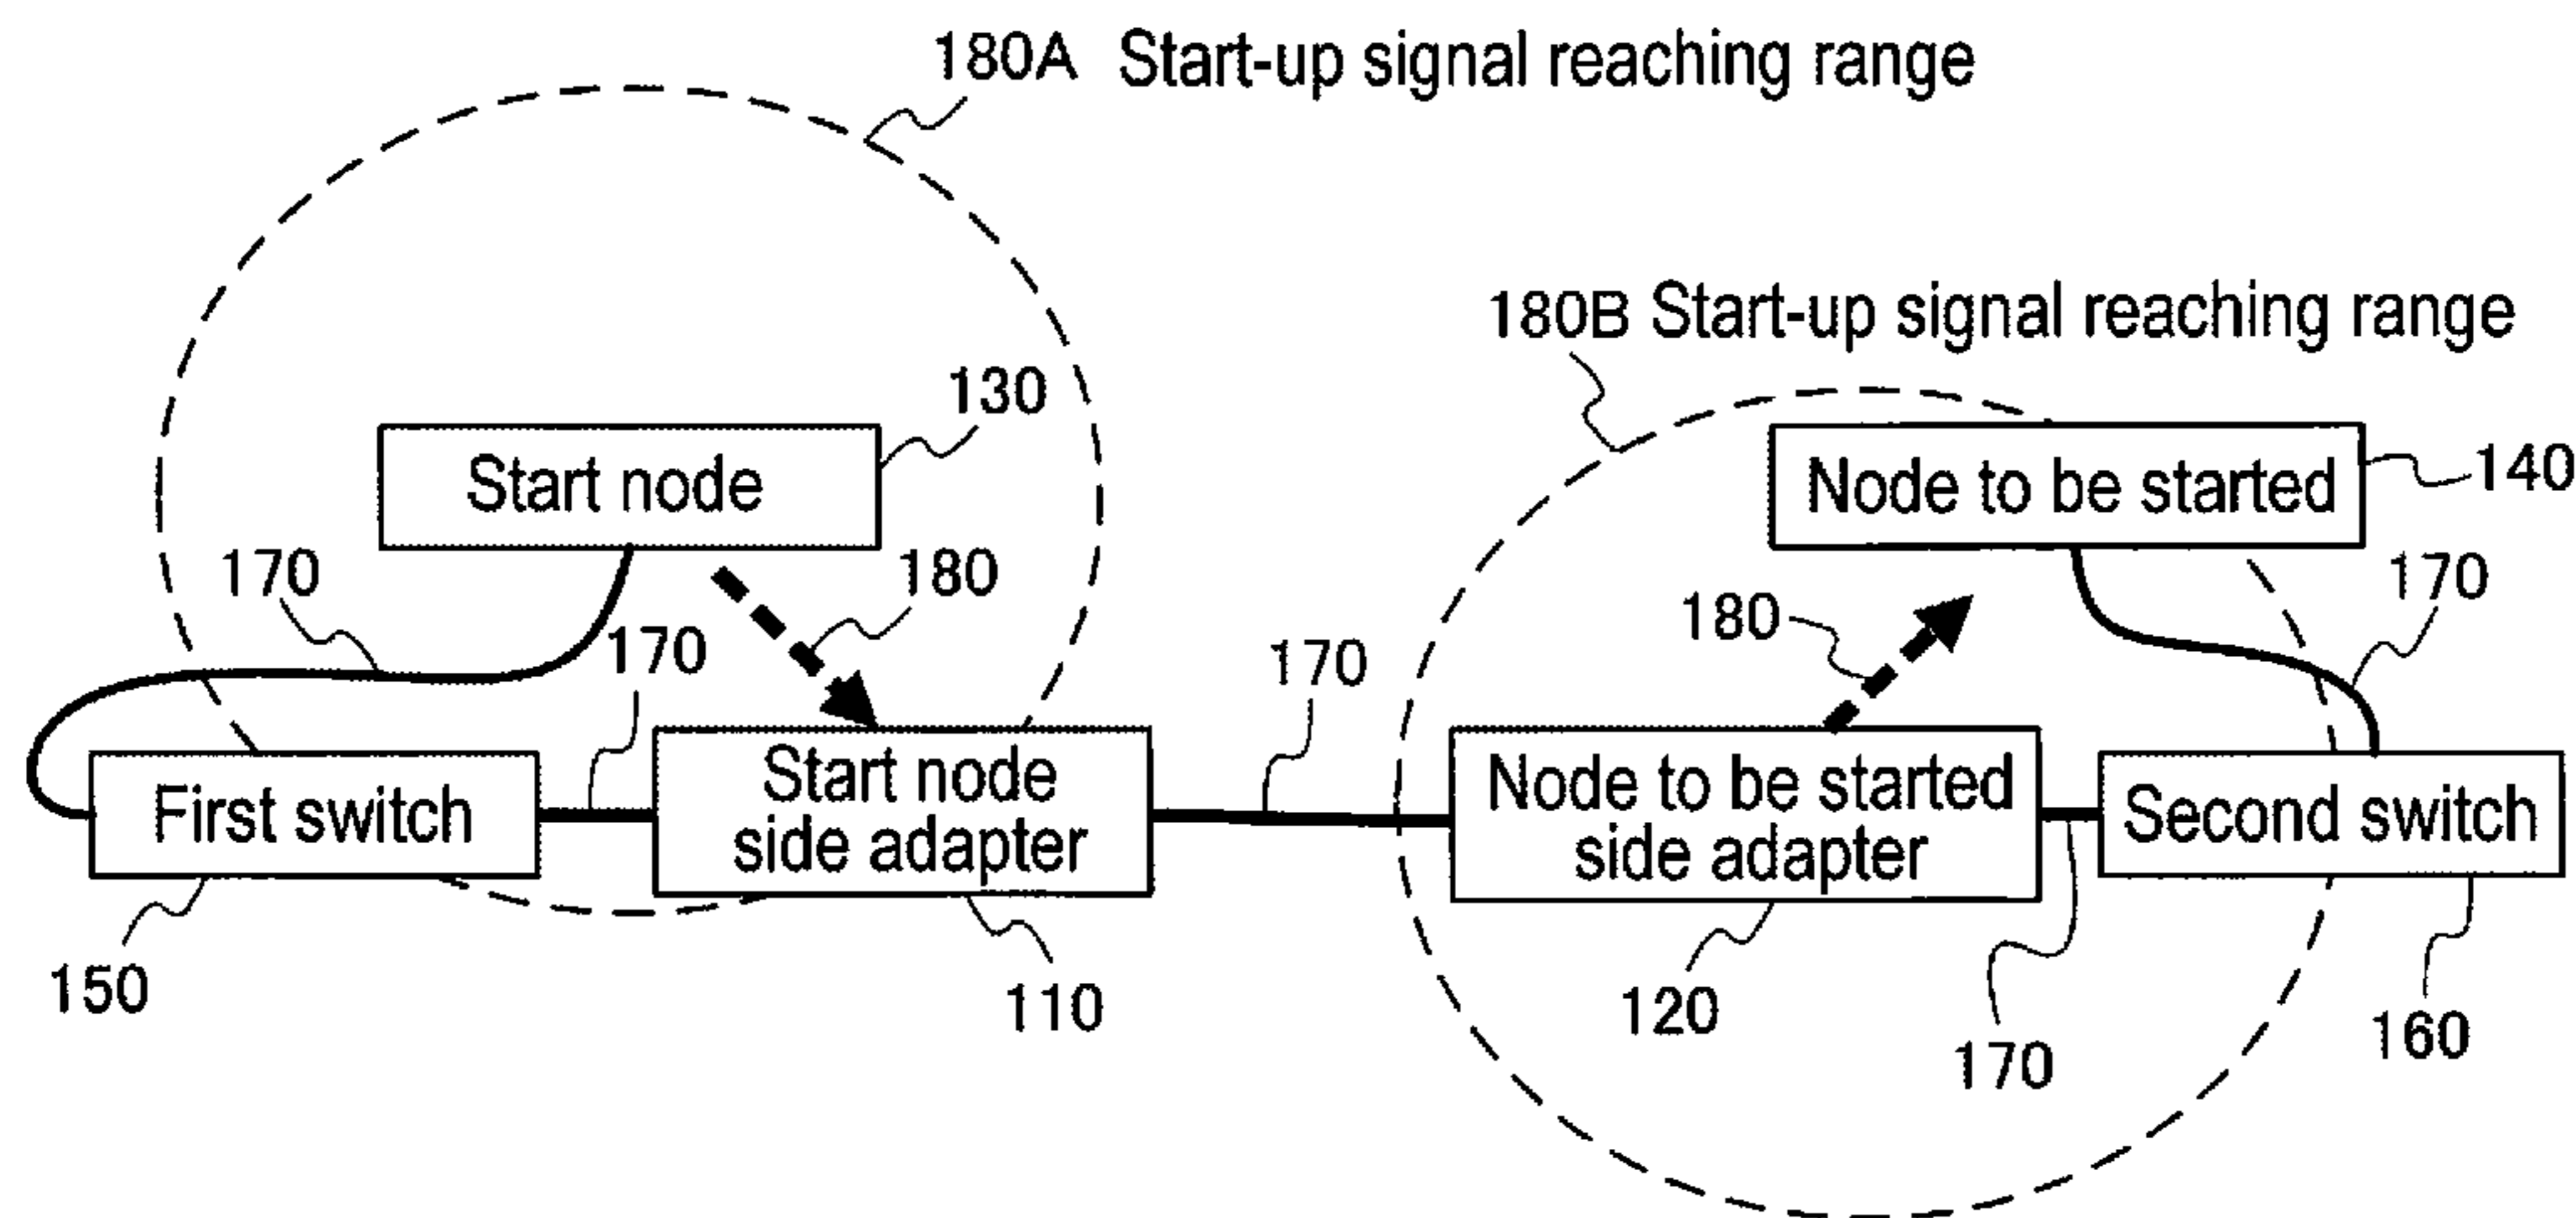 180A Start-up signal reaching range
180B Start-up signal reaching range
130
Start node
Node to be started
140
170
180
170
180
170
170
First switch
Start node
side adapter
Node to be started
side adapter
Second switch
150
110
120
170
160